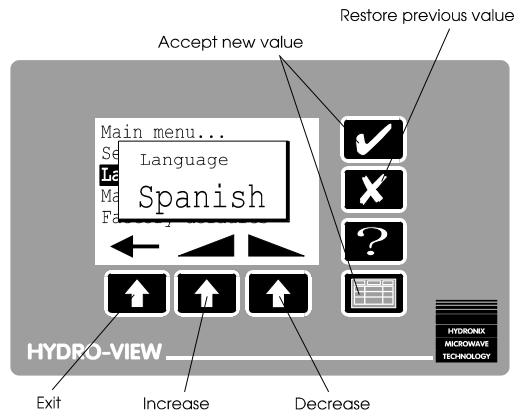 Restore previous value
Accept new value
Main menu...
Se
Language
La
Spanish
Ma
?
HYDRO-VIEW
HYDRONIX
MICROWAVE
TECHNOLOGY
Exit
Increase
Decrease